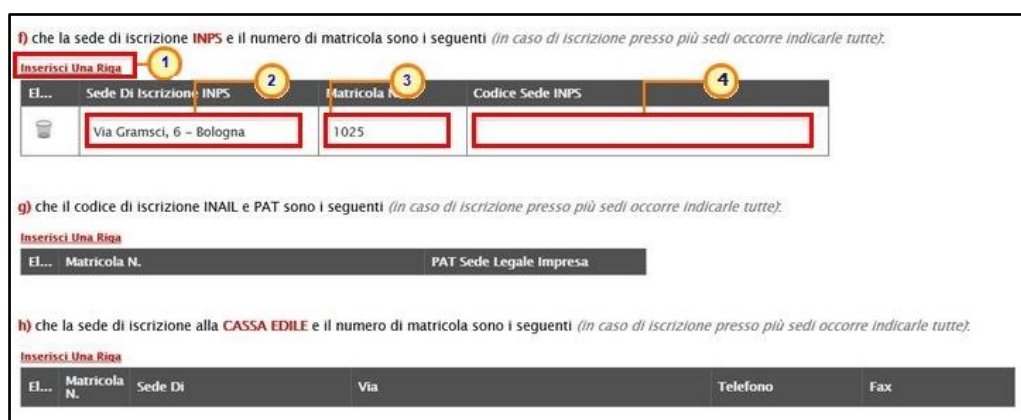 f) che la sede di iscrizione INPS e il numero di matricola sono i seguenti (in caso di iscrizione presso più sedi occorre indicarle tutte):
Inserisci Una Riga 1
El... Sede Di Iscrizione INPS 2 Matricola 3 Codice Sede INPS 4
Via Gramsci, 6 – Bologna 1025
g) che il codice di iscrizione INAIL e PAT sono i seguenti (in caso di iscrizione presso più sedi occorre indicarle tutte):
Inserisci Una Riga
El... Matricola N. PAT Sede Legale Impresa
h) che la sede di iscrizione alla CASSA EDILE e il numero di matricola sono i seguenti (in caso di iscrizione presso più sedi occorre indicarle tutte):
Inserisci Una Riga
El... Matricola N. Sede Di Via Telefono Fax